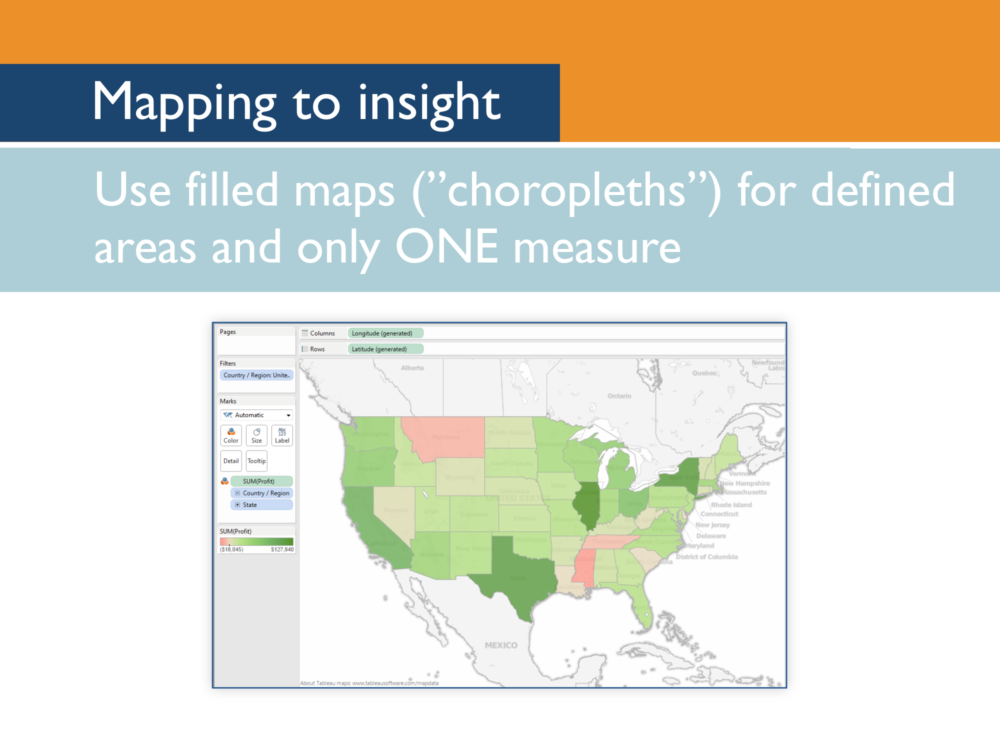 Mapping to insight
Use filled maps (”choropleths”) for defined
areas and only ONE measure
Pages
Columns
Longitude (generated)
Rows
Latitude (generated)
Filters
Country / Region: Unite..
Marks
Automatic
Color
Size
Abc
123
Label
Detail
Tooltip
SUM(Profit)
Country / Region
State
SUM(Profit)
($18,045)
$127,840
Alberta
Ontario
Quebec
Newfound
Labra
Washington
Montana
North Dakota
Minnesota
Oregon
Idaho
Wyoming
South Dakota
Wisconsin
Michig
Maine
New York
Vermont
New Hampshire
Massachusetts
Rhode Island
Connecticut
New Jersey
Delaware
Maryland
District of Columbia
Iowa
Nebraska
UNITED STATES
Illinois
Indiana
Ohio
Pennsylvania
Nevada
Utah
Colorado
Kansas
Missouri
Kentucky
West Virginia
Virginia
California
Arizona
New Mexico
Oklahoma
Arkansas
Tennessee
North Carolin
Mississippi
Alabama
South Carolina
Georgia
Texas
Louisian
Florida
MEXICO
About Tableau maps: www.tableausoftware.com/mapdata